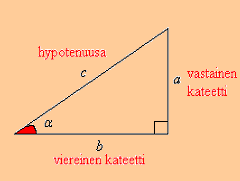 hypotenuusa
c
a
vastainen
kateetti
α
b
viereinen kateetti